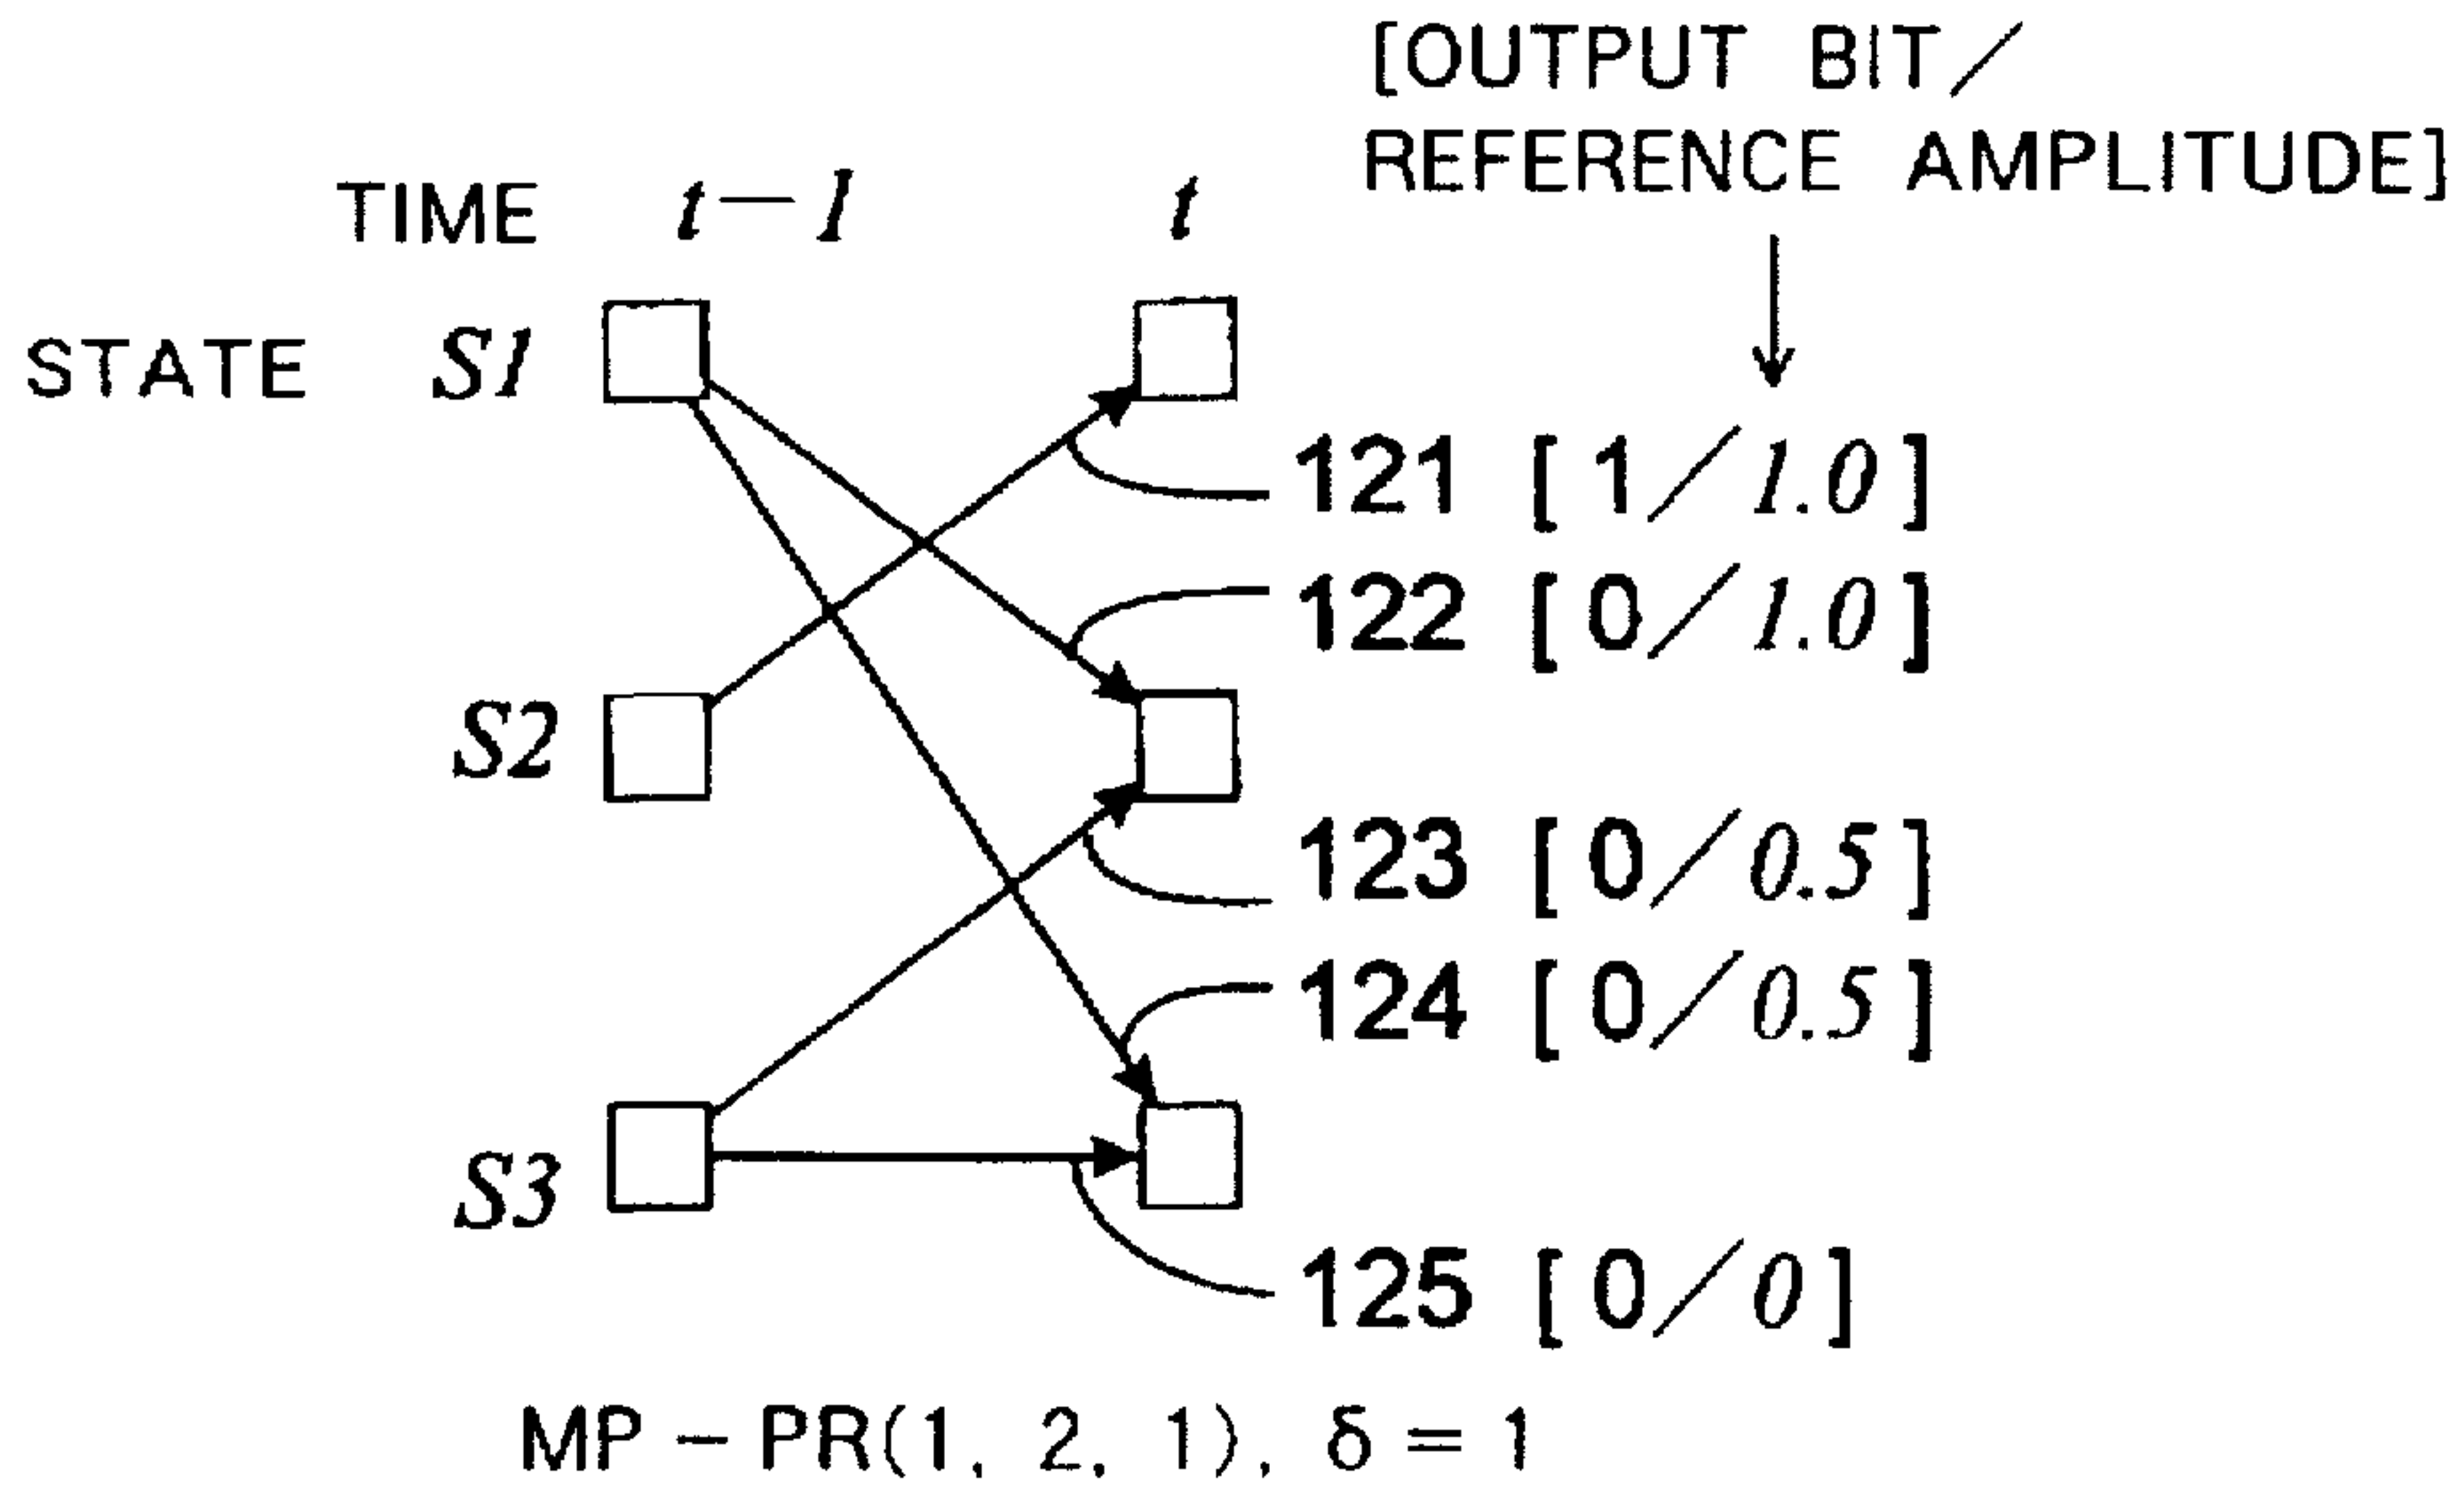 [OUTPUT BIT/
REFERENCE AMPLITUDE]
TIME t-1 t
STATE S1
121 [1/1.0]
122 [0/1.0]
S2
123 [0/0.5]
124 [0/0.5]
S3
125 [0/0]
MP-PR(1, 2, 1), δ=1